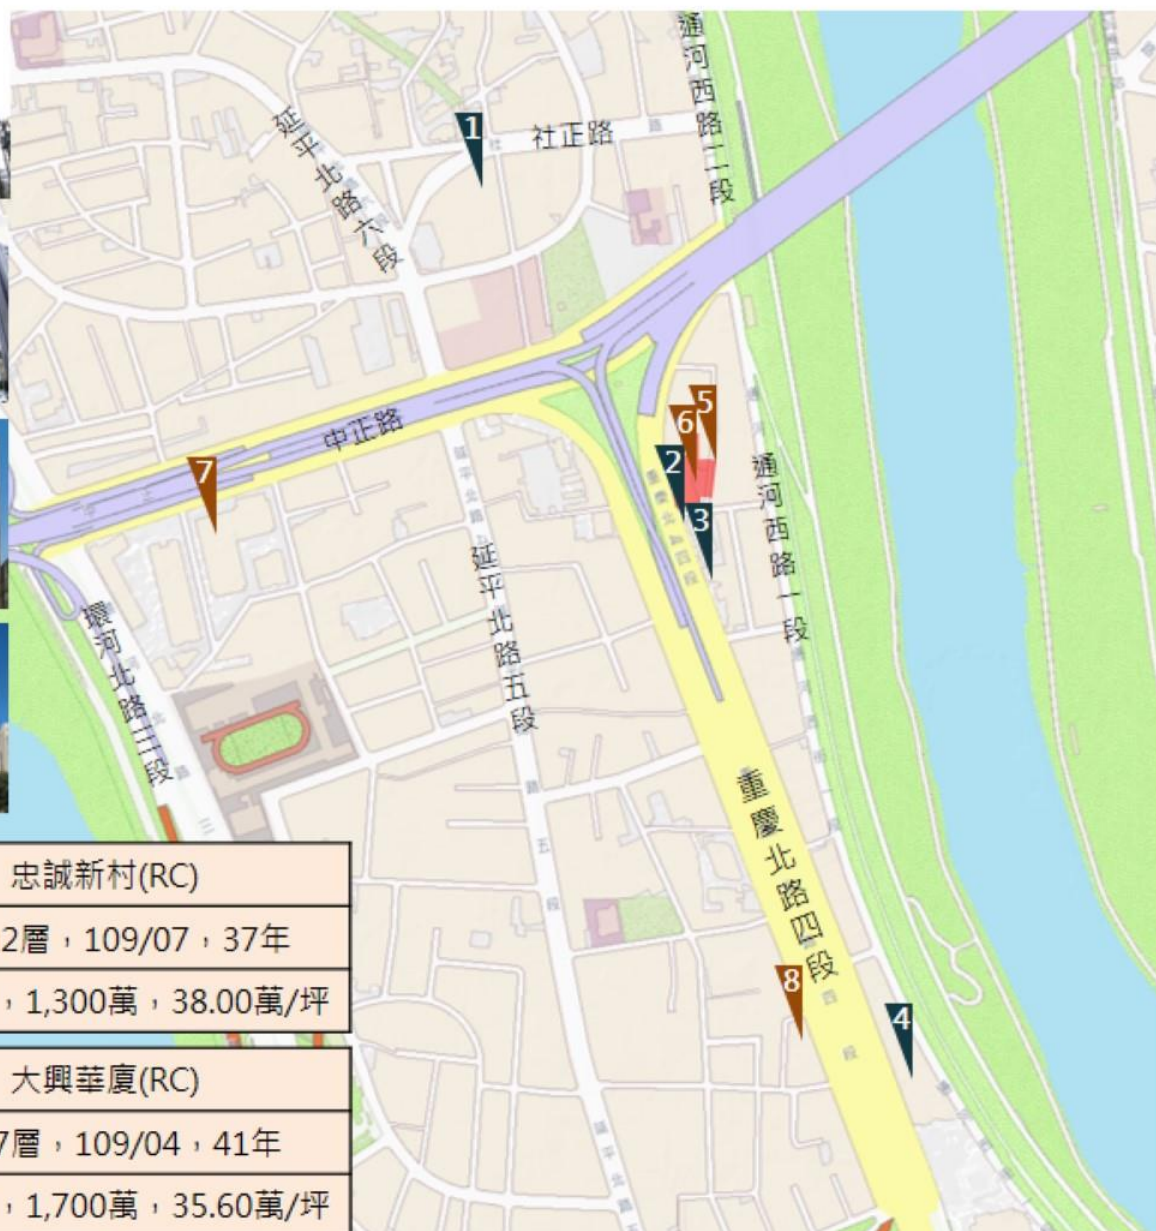 通河西路二段
1
社正路
延平北路六段
5
6
中正路
2
7
通河西路一段
3
延平北路五段
環河北路三段
重慶北路四段
忠誠新村(RC)
2層，109/07，37年
，1,300萬，38.00萬/坪
8
4
大興華廈(RC)
7層，109/04，41年
，1,700萬，35.60萬/坪